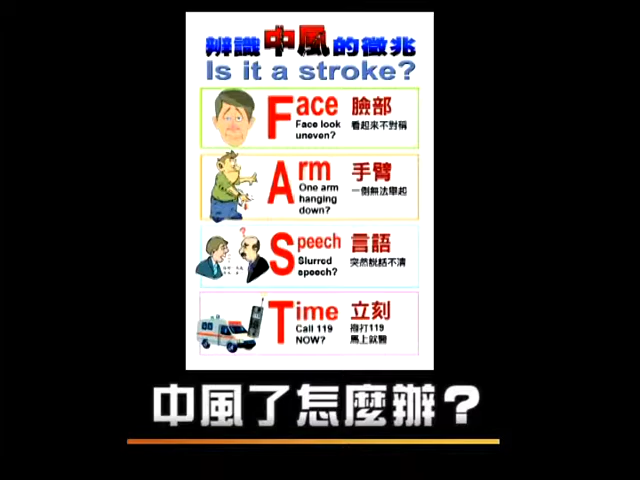 辨識中風的徵兆
Is it a stroke?
Face
Face look
uneven?
臉部
看起來不對稱
Arm
One arm
hanging
down?
手臂
一側無法舉起
?
Speech
Slurred
speech?
言語
突然說話不清
Time
Call 119
NOW?
立刻
撥打119
馬上就醫
中風了怎麼辦?